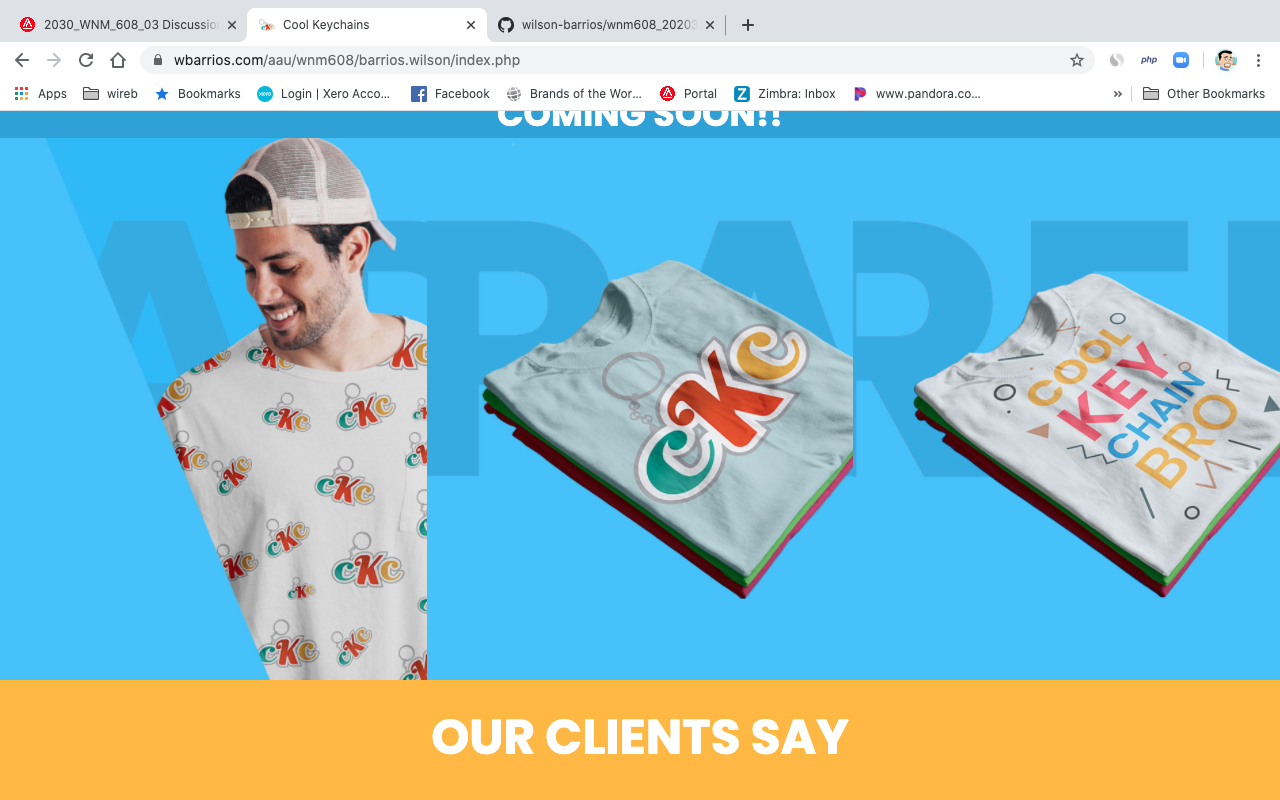 2030_WNM_608_03 Discussio
Cool Keychains
wilson-barrios/wnm608_20203
wbarrios.com/aau/wnm608/barrios.wilson/index.php
php
Apps
wireb
Bookmarks
xero
Login | Xero Acco...
Facebook
Brands of the Wor...
Portal
Zimbra: Inbox
www.pandora.co...
»
Other Bookmarks
COMING SOON!!
APPAREL
cKc
cKc
COOL
KEY
CHAIN
BRO
OUR CLIENTS SAY